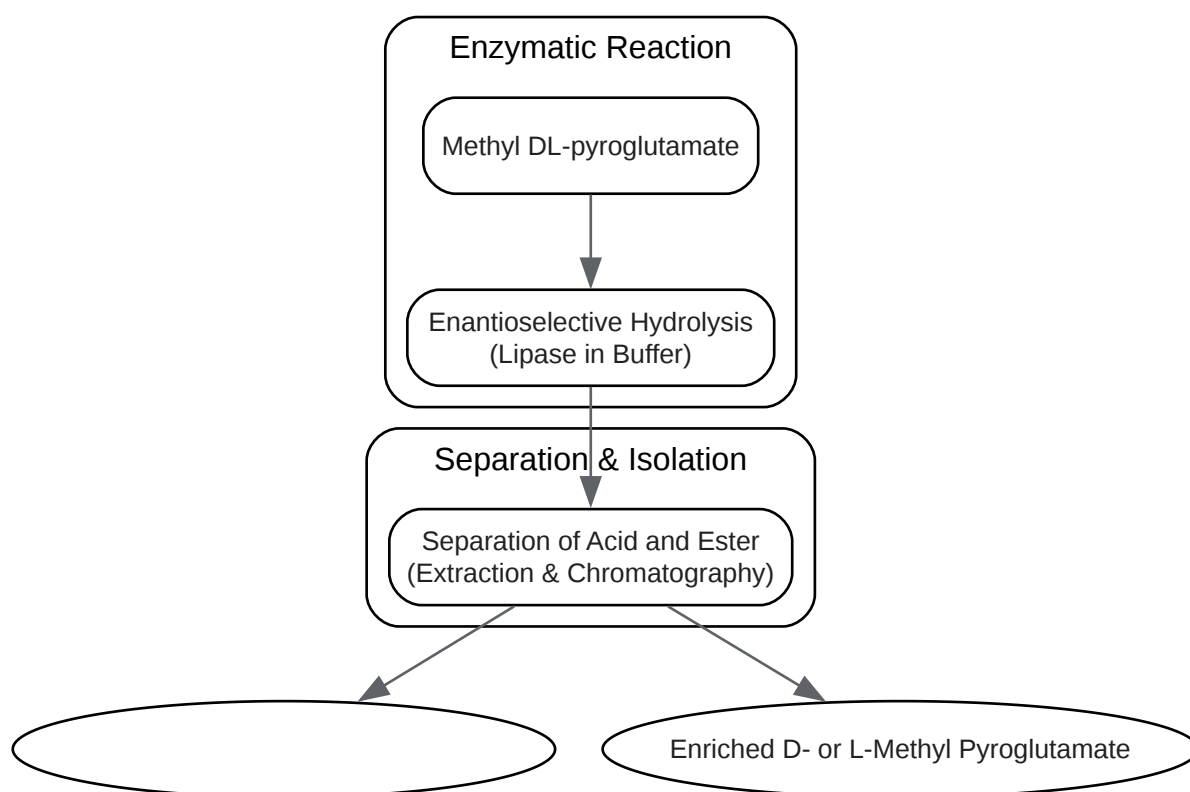 Enzymatic Reaction
Methyl DL-pyroglutamate
Enantioselective Hydrolysis
(Lipase in Buffer)
Separation & Isolation
Separation of Acid and Ester
(Extraction & Chromatography)
Enriched D- or L-Methyl Pyroglutamate